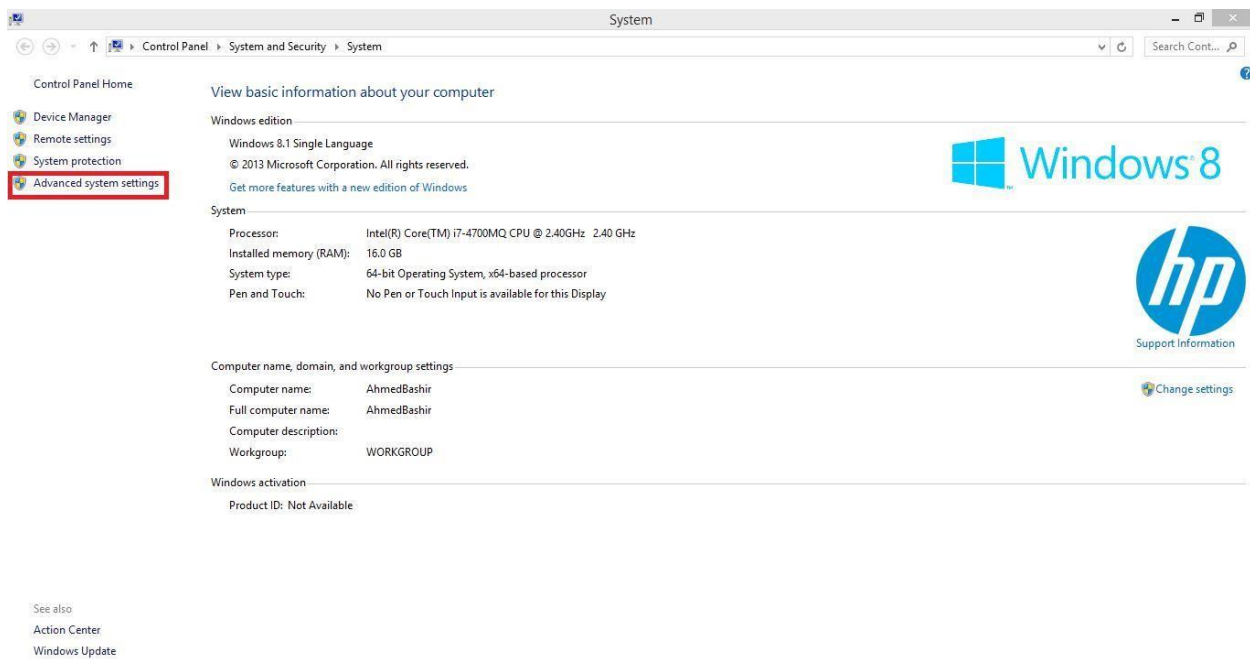 System
Control Panel System and Security System
Search Cont...
Control Panel Home
Device Manager
Remote settings
System protection
Advanced system settings
View basic information about your computer
Windows edition
Windows 8.1 Single Language
© 2013 Microsoft Corporation. All rights reserved.
Get more features with a new edition of Windows
Windows 8
System
Processor: Intel(R) Core(TM) i7-4700MQ CPU @ 2.40GHz 2.40 GHz
Installed memory (RAM): 16.0 GB
System type: 64-bit Operating System, x64-based processor
Pen and Touch: No Pen or Touch Input is available for this Display
hp
Support Information
Computer name, domain, and workgroup settings
Computer name: AhmedBashir
Change settings
Full computer name: AhmedBashir
Computer description:
Workgroup: WORKGROUP
Windows activation
Product ID: Not Available
See also
Action Center
Windows Update